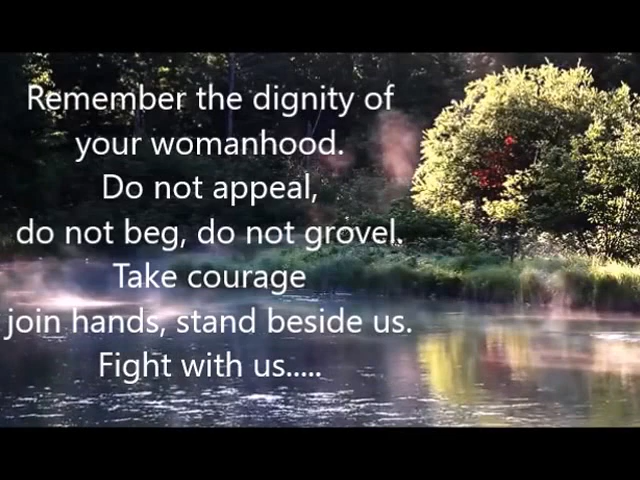 Remember the dignity of
your womanhood.
Do not appeal,
do not beg, do not grovel.
Take courage
join hands, stand beside us.
Fight with us.....